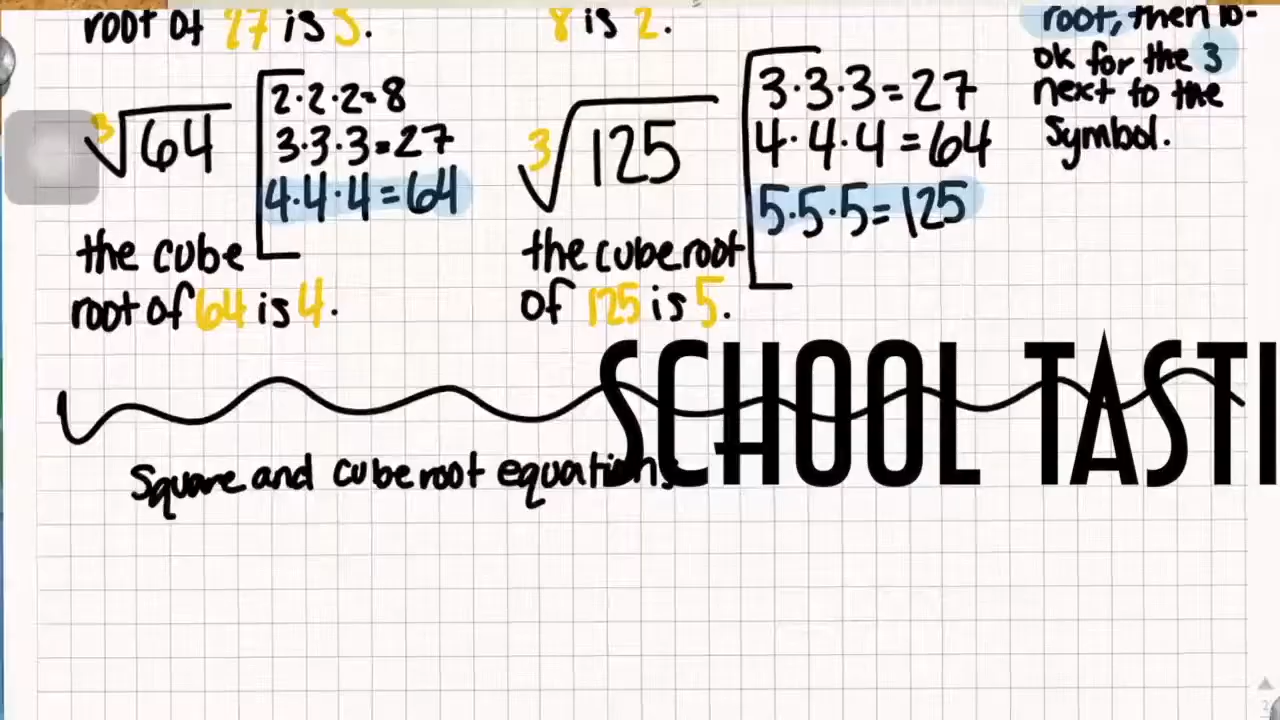 root of 27 is 3.
8 is 2.
root, then lo-
ok for the 3
next to the
symbol.
3√64
2·2·2=8
3·3·3=27
4·4·4=64
the cube
root of 64 is 4.
3√125
3·3·3=27
4·4·4=64
5·5·5=125
the cube root
of 125 is 5.
SCHOOL TASTI
Square and cube root equations